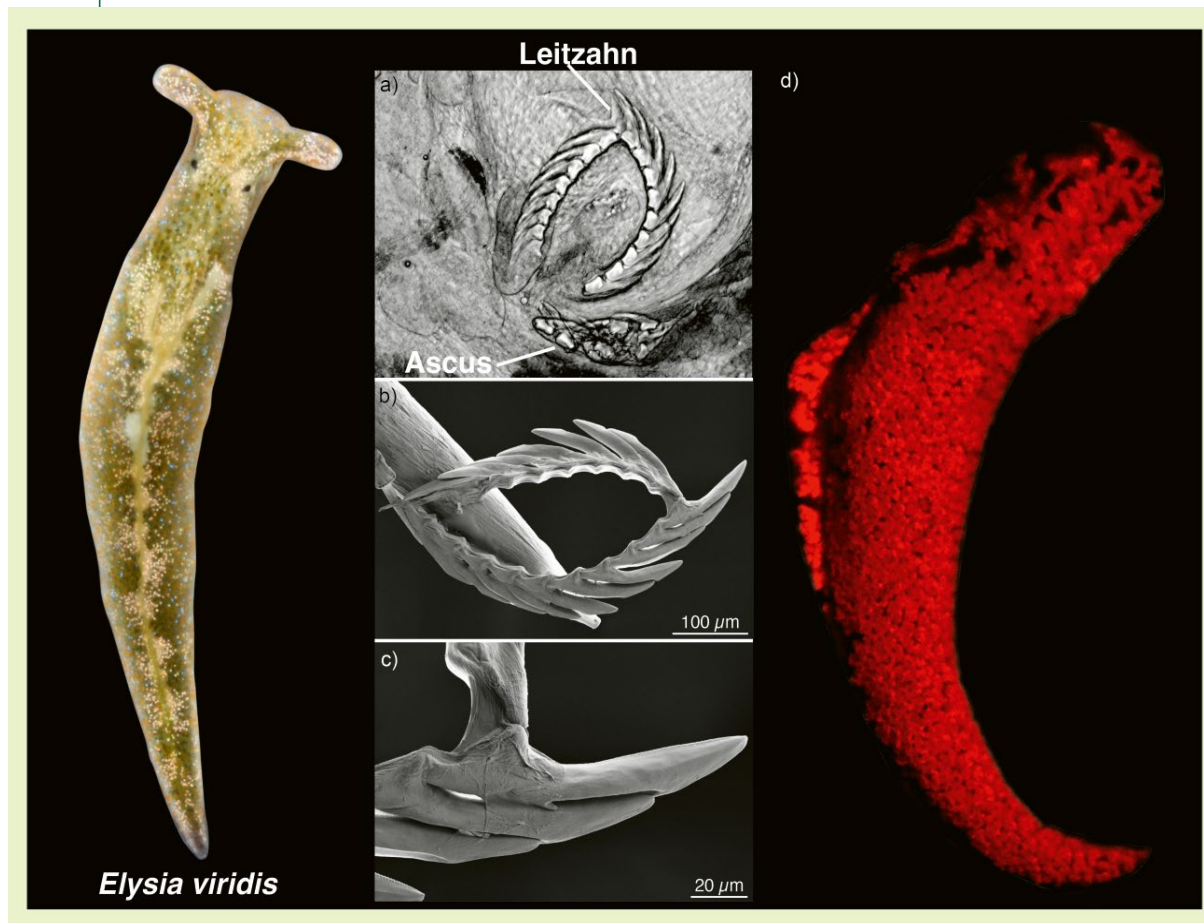 Leitzahn
a)
d)
Ascus
b)
100 µm
c)
20 µm
Elysia viridis